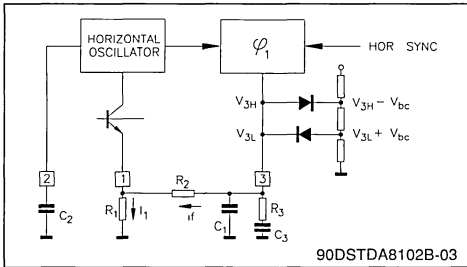 HORIZONTAL
OSCILLATOR
φ1
HOR SYNC
V3H
V3H − Vbc
V3L
V3L + Vbc
2
1
3
R2
C2
R1
I1
If
C1
R3
C3
90DSTDA8102B-03